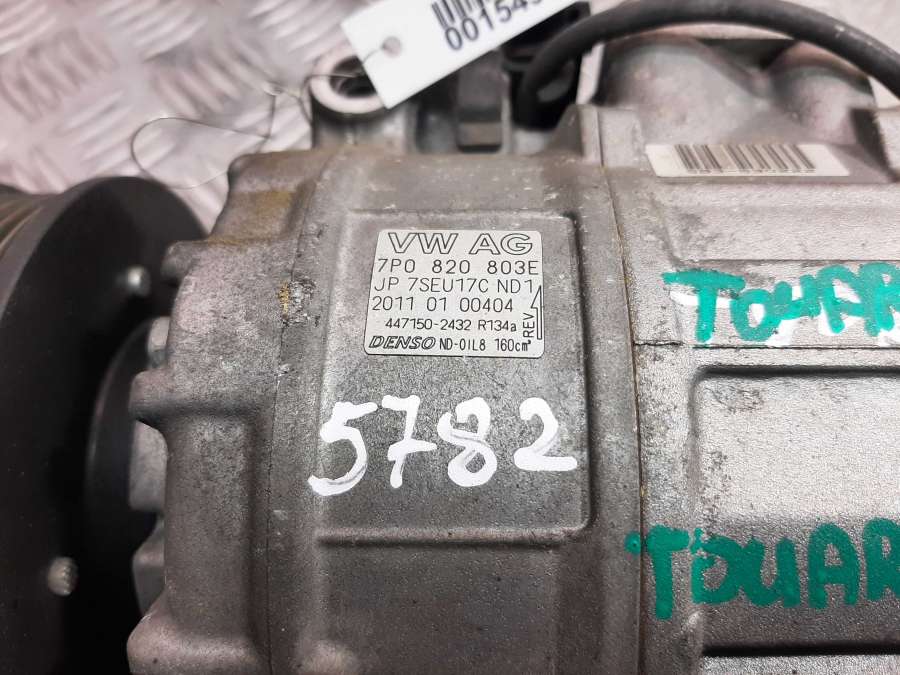 VW AG
7P0 820 803E
JP 7SEU17C ND1
2011 01 00404
447150-2432 R134a
REV
DENSO ND-OIL8 160cm³
5782
TOUAR
TOUAR